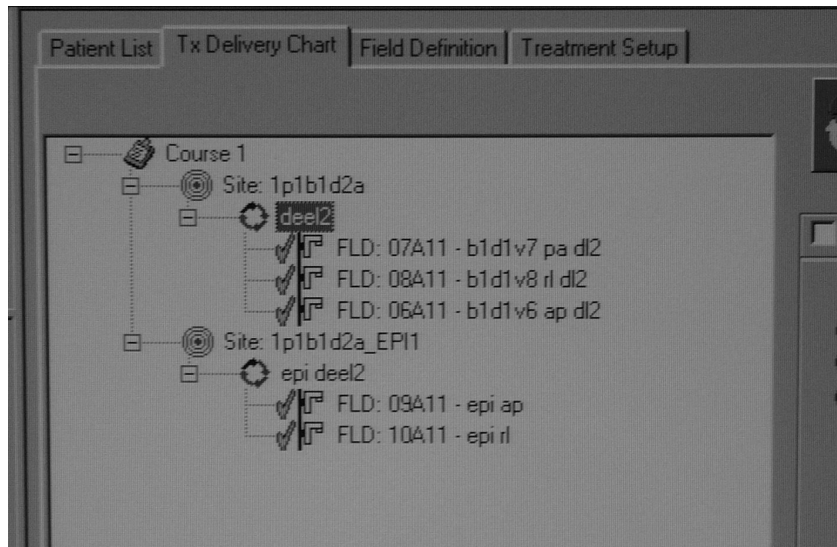 Patient List Tx Delivery Chart Field Definition Treatment Setup
Course 1
Site: 1p1b1d2a
deel2
FLD: 07A11 - b1d1v7 pa dl2
FLD: 08A11 - b1d1v8 rl dl2
FLD: 06A11 - b1d1v6 ap dl2
Site: 1p1b1d2a_EPI1
epi deel2
FLD: 09A11 - epi ap
FLD: 10A11 - epi rl